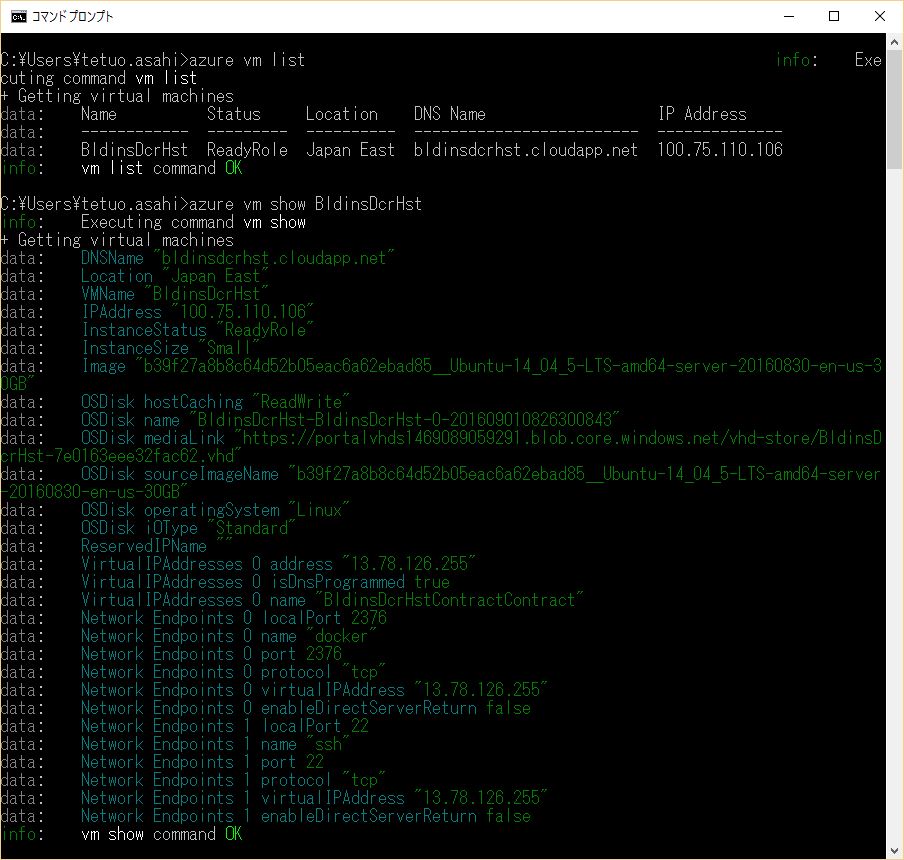 コマンドプロンプト
C:¥Users¥tetuo.asahi>azure vm list info: Exe
cuting command vm list
+ Getting virtual machines
data: Name Status Location DNS Name IP Address
data: ------------ --------- ---------- ------------------------- --------------
data: BldinsDcrHst ReadyRole Japan East bldinsdcrhst.cloudapp.net 100.75.110.106
info: vm list command OK
C:¥Users¥tetuo.asahi>azure vm show BldinsDcrHst
info: Executing command vm show
+ Getting virtual machines
data: DNSName "bldinsdcrhst.cloudapp.net"
data: Location "Japan East"
data: VMName "BldinsDcrHst"
data: IPAddress "100.75.110.106"
data: InstanceStatus "ReadyRole"
data: InstanceSize "Small"
data: Image "b39f27a8b8c64d52b05eac6a62ebad85__Ubuntu-14_04_5-LTS-amd64-server-20160830-en-us-3
0GB"
data: OSDisk hostCaching "ReadWrite"
data: OSDisk name "BldinsDcrHst-BldinsDcrHst-0-201609010826300843"
data: OSDisk mediaLink "https://portalvhds1469089059291.blob.core.windows.net/vhd-store/BldinsD
crHst-7e0163eee32fac62.vhd"
data: OSDisk sourceImageName "b39f27a8b8c64d52b05eac6a62ebad85__Ubuntu-14_04_5-LTS-amd64-server
-20160830-en-us-30GB"
data: OSDisk operatingSystem "Linux"
data: OSDisk iOType "Standard"
data: ReservedIPName ""
data: VirtualIPAddresses 0 address "13.78.126.255"
data: VirtualIPAddresses 0 isDnsProgrammed true
data: VirtualIPAddresses 0 name "BldinsDcrHstContractContract"
data: Network Endpoints 0 localPort 2376
data: Network Endpoints 0 name "docker"
data: Network Endpoints 0 port 2376
data: Network Endpoints 0 protocol "tcp"
data: Network Endpoints 0 virtualIPAddress "13.78.126.255"
data: Network Endpoints 0 enableDirectServerReturn false
data: Network Endpoints 1 localPort 22
data: Network Endpoints 1 name "ssh"
data: Network Endpoints 1 port 22
data: Network Endpoints 1 protocol "tcp"
data: Network Endpoints 1 virtualIPAddress "13.78.126.255"
data: Network Endpoints 1 enableDirectServerReturn false
info: vm show command OK